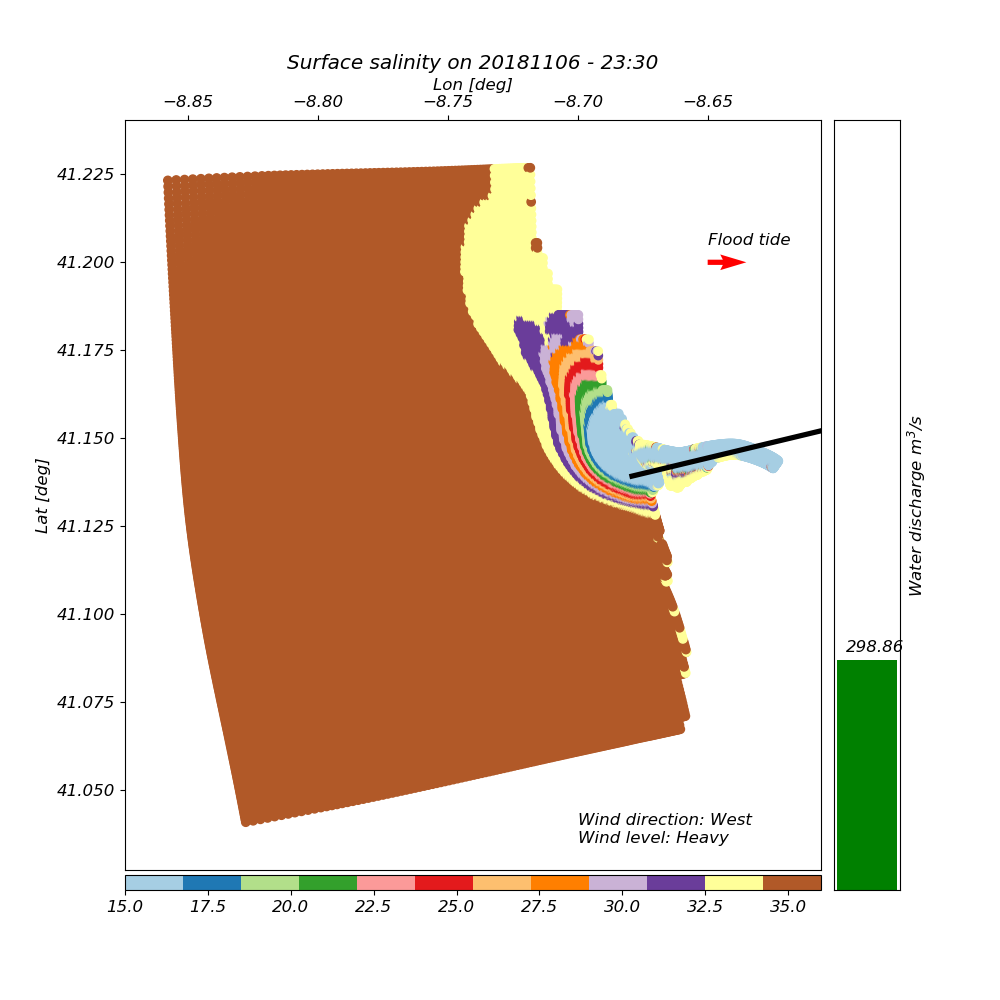 Surface salinity on 20181106 - 23:30
Lon [deg]
−8.85 −8.80 −8.75 −8.70 −8.65
41.225
41.200
41.175
41.150
41.125
41.100
41.075
41.050
Lat [deg]
Flood tide
Wind direction: West
Wind level: Heavy
15.0 17.5 20.0 22.5 25.0 27.5 30.0 32.5 35.0
298.86
Water discharge m³/s